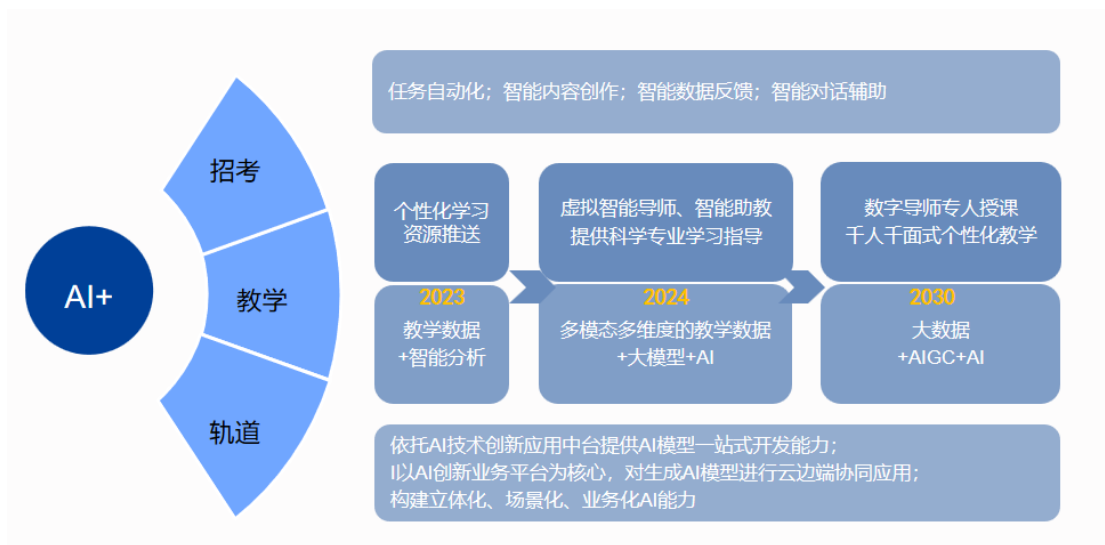 AI+
招考
教学
轨道
任务自动化；智能内容创作；智能数据反馈；智能对话辅助
个性化学习
资源推送
2023
教学数据
+智能分析
虚拟智能导师、智能助教
提供科学专业学习指导
2024
多模态多维度的教学数据
+大模型+AI
数字导师专人授课
千人千面式个性化教学
2030
大数据
+AIGC+AI
依托AI技术创新应用中台提供AI模型一站式开发能力；
I以AI创新业务平台为核心，对生成AI模型进行云边端协同应用；
构建立体化、场景化、业务化AI能力